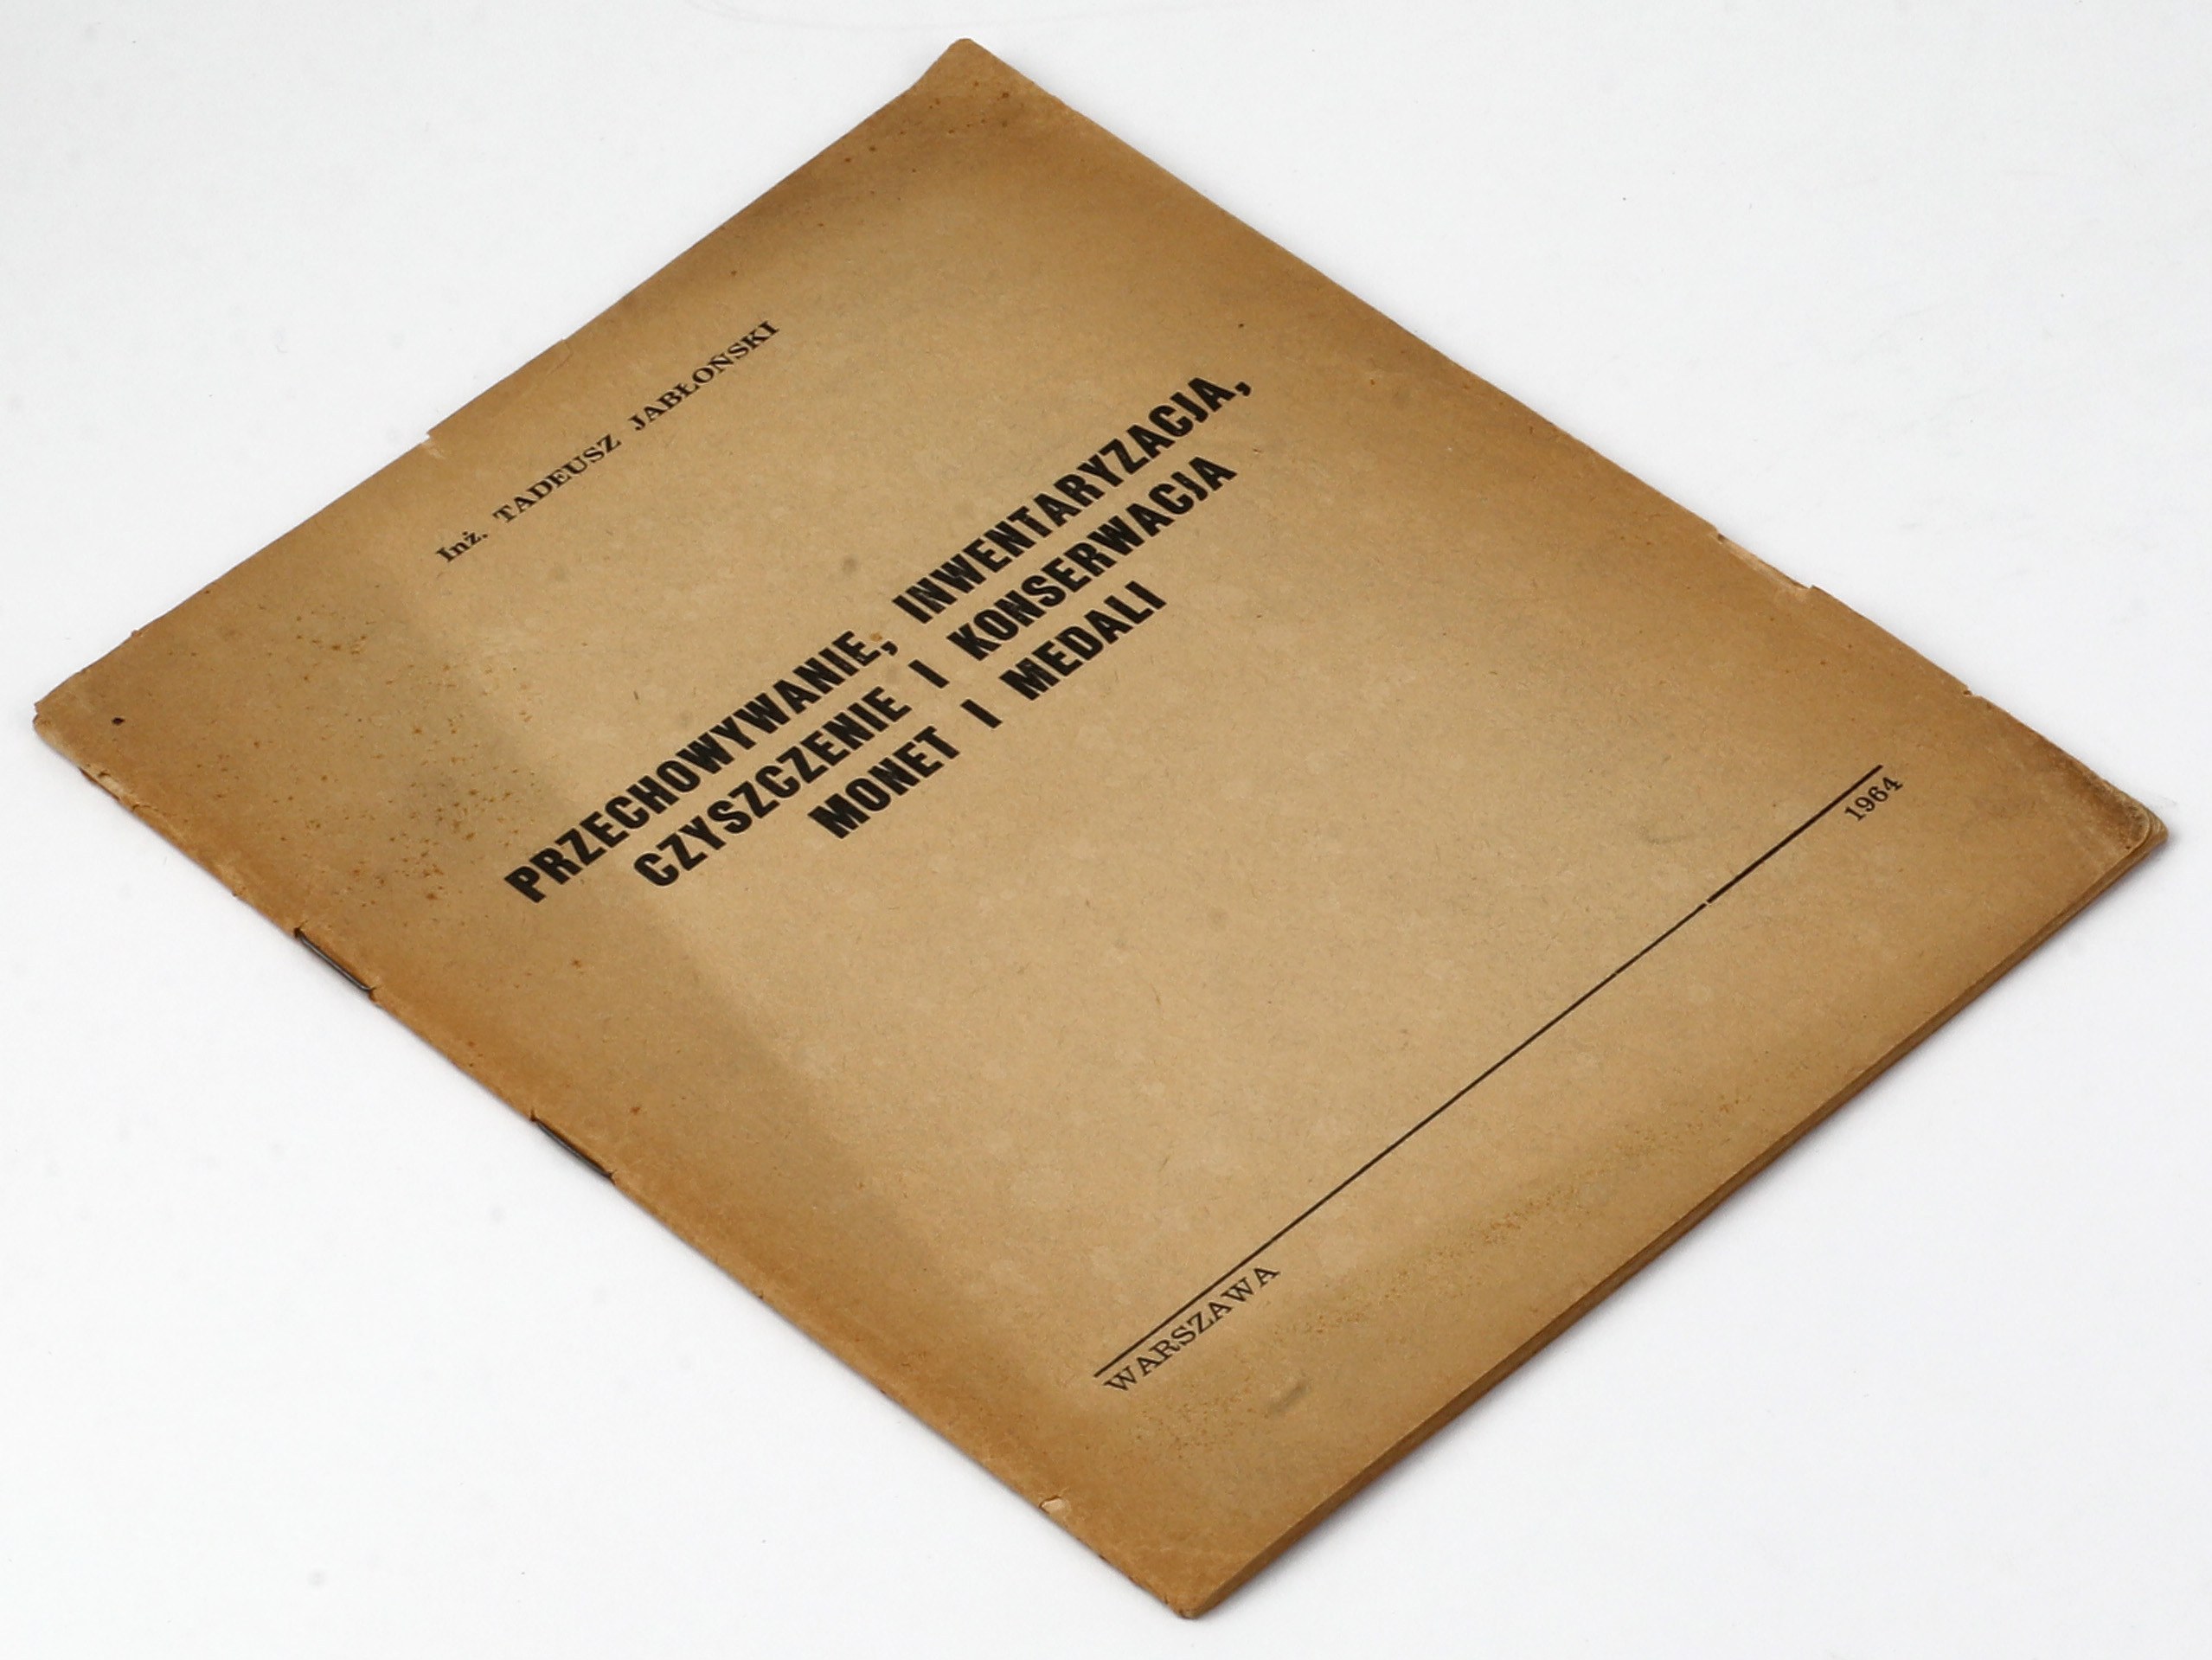 Inż. TADEUSZ JABŁOŃSKI
PRZECHOWYWANIE, INWENTARYZACJA,
CZYSZCZENIE I KONSERWACJA
MONET I MEDALI
WARSZAWA 1964